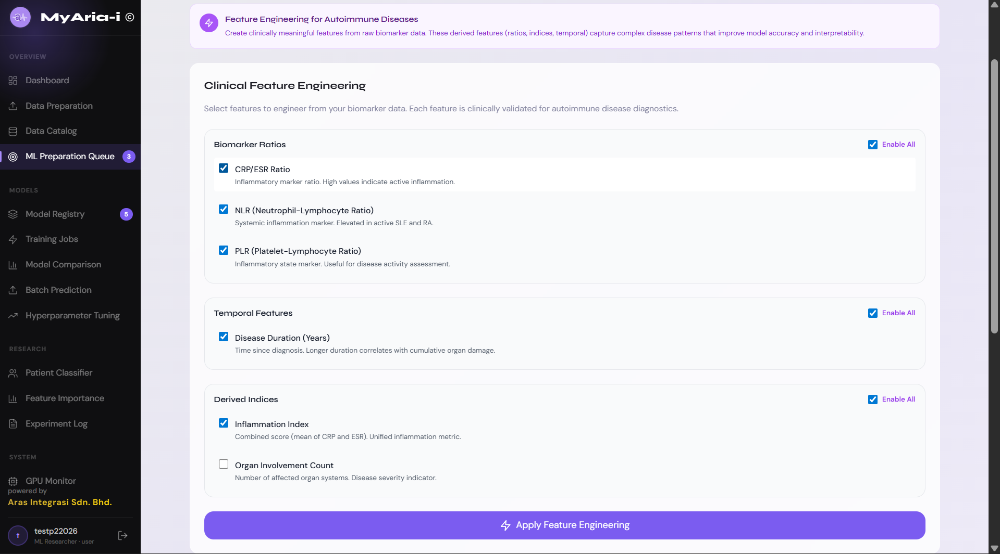 MyAria-i ©
OVERVIEW
Dashboard
Data Preparation
Data Catalog
ML Preparation Queue 3
MODELS
Model Registry 5
Training Jobs
Model Comparison
Batch Prediction
Hyperparameter Tuning
RESEARCH
Patient Classifier
Feature Importance
Experiment Log
SYSTEM
GPU Monitor
powered by
Aras Integrasi Sdn. Bhd.
t
testp22026
ML Researcher · user
Feature Engineering for Autoimmune Diseases
Create clinically meaningful features from raw biomarker data. These derived features (ratios, indices, temporal) capture complex disease patterns that improve model accuracy and interpretability.
Clinical Feature Engineering
Select features to engineer from your biomarker data. Each feature is clinically validated for autoimmune disease diagnostics.
Biomarker Ratios
Enable All
CRP/ESR Ratio
Inflammatory marker ratio. High values indicate active inflammation.
NLR (Neutrophil-Lymphocyte Ratio)
Systemic inflammation marker. Elevated in active SLE and RA.
PLR (Platelet-Lymphocyte Ratio)
Inflammatory state marker. Useful for disease activity assessment.
Temporal Features
Enable All
Disease Duration (Years)
Time since diagnosis. Longer duration correlates with cumulative organ damage.
Derived Indices
Enable All
Inflammation Index
Combined score (mean of CRP and ESR). Unified inflammation metric.
Organ Involvement Count
Number of affected organ systems. Disease severity indicator.
Apply Feature Engineering